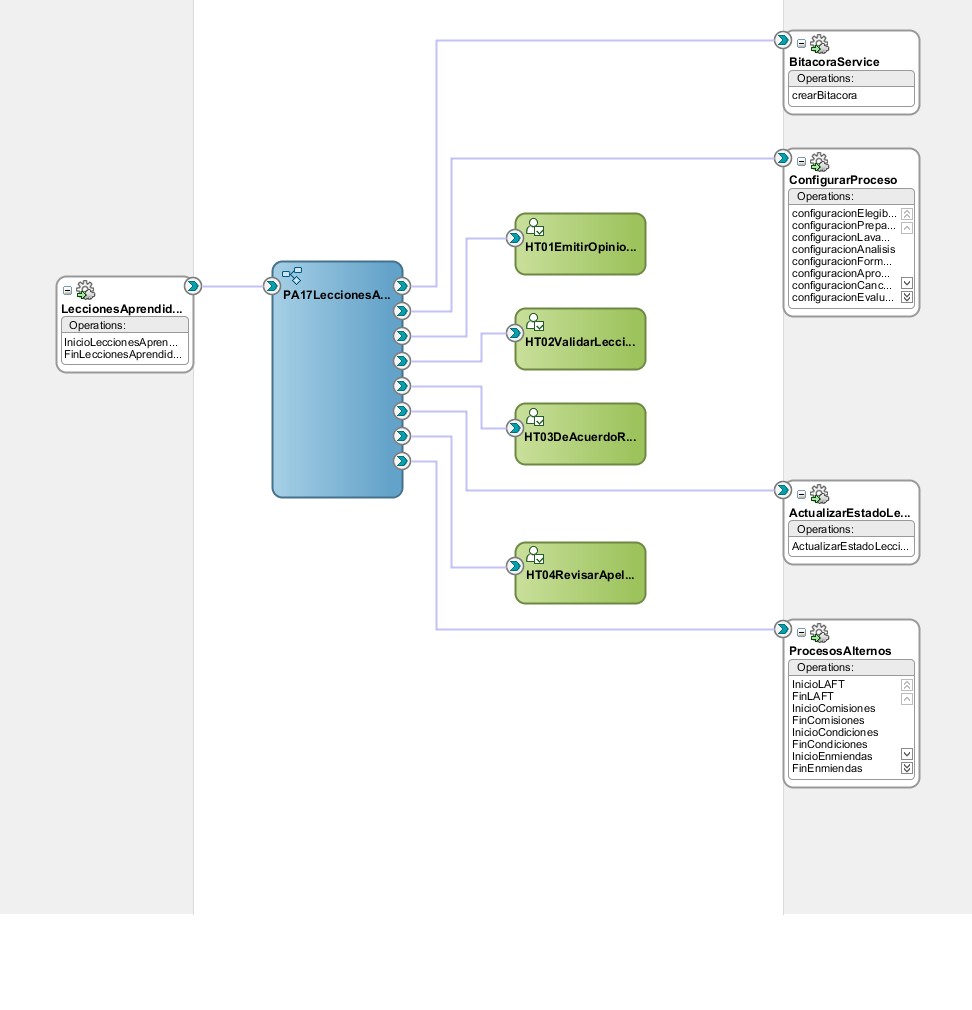 BitacoraService
Operations:
crearBitacora
ConfigurarProceso
Operations:
configuracionElegib...
configuracionPrepa...
configuracionLava...
configuracionAnalisis
configuracionForm...
configuracionApro...
configuracionCanc...
configuracionEvalu...
HT01EmitirOpinio...
PA17LeccionesA...
LeccionesAprendid...
Operations:
InicioLeccionesApren...
FinLeccionesAprendid...
HT02ValidarLecci...
HT03DeAcuerdoR...
ActualizarEstadoLe...
Operations:
ActualizarEstadoLecci...
HT04RevisarApel...
ProcesosAlternos
Operations:
InicioLAFT
FinLAFT
InicioComisiones
FinComisiones
InicioCondiciones
FinCondiciones
InicioEnmiendas
FinEnmiendas